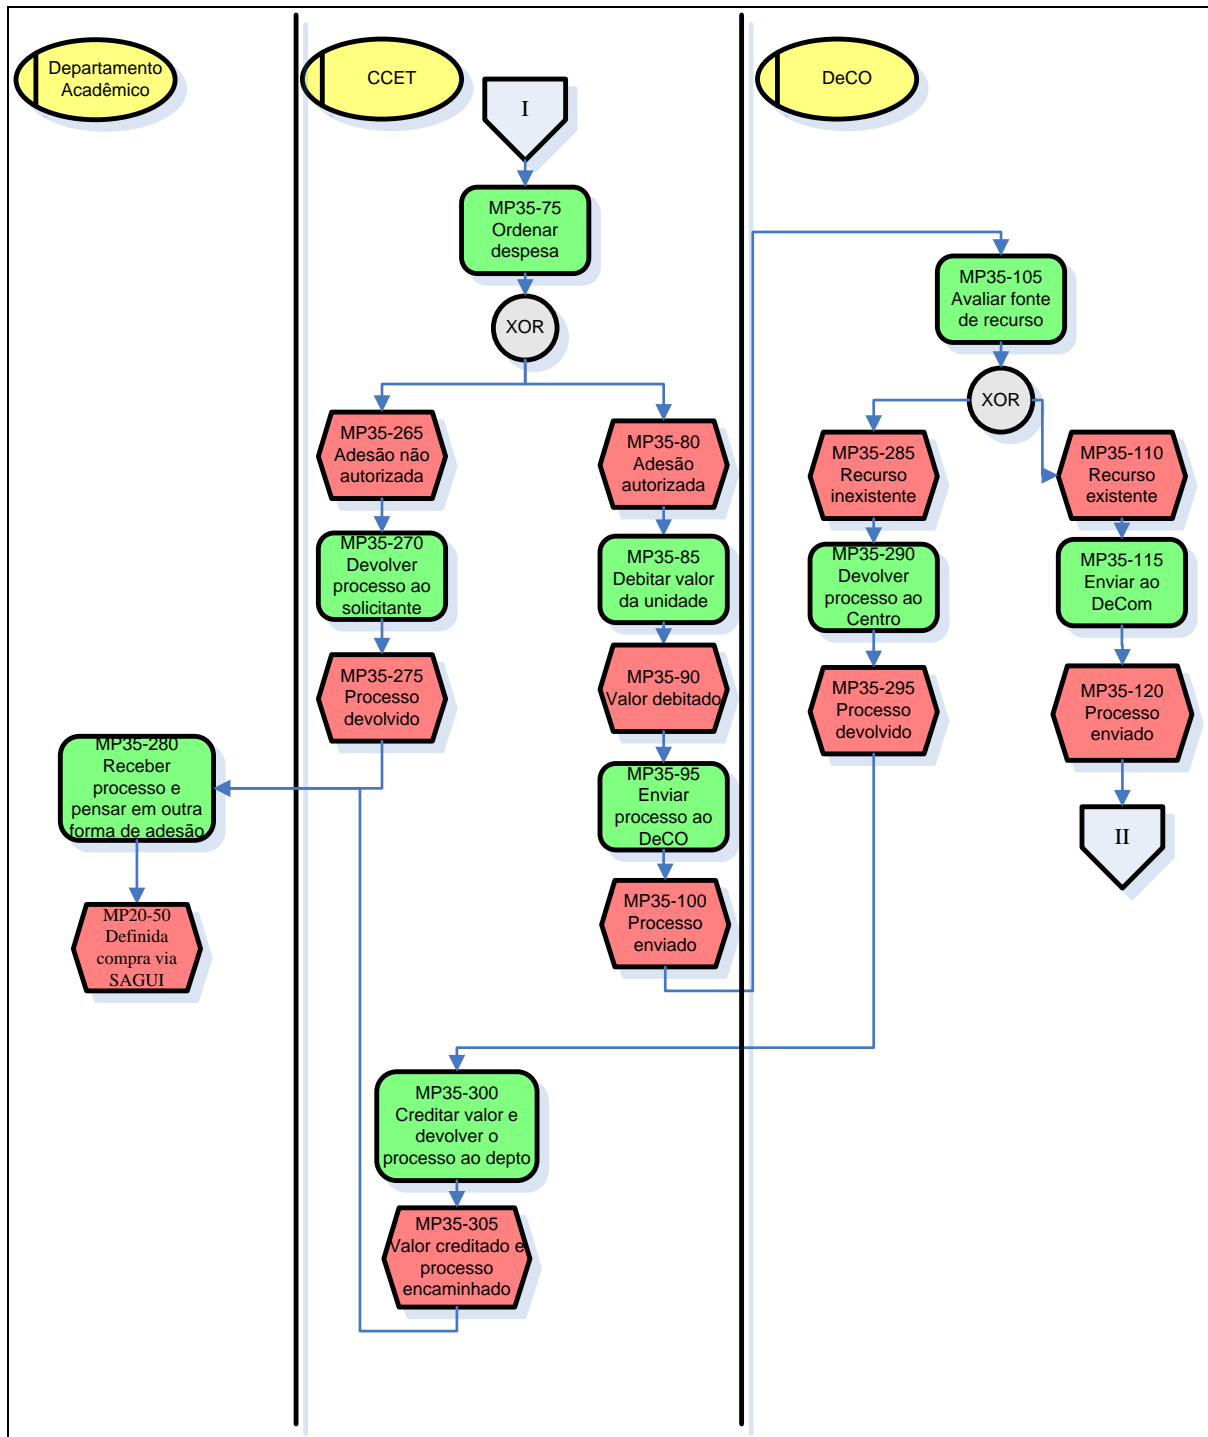 Departamento
Acadêmico
CCET
DeCO
I
MP35-75
Ordenar
despesa
XOR
MP35-105
Avaliar fonte
de recurso
XOR
MP35-265
Adesão não
autorizada
MP35-80
Adesão
autorizada
MP35-285
Recurso
inexistente
MP35-110
Recurso
existente
MP35-270
Devolver
processo ao
solicitante
MP35-85
Debitar valor
da unidade
MP35-290
Devolver
processo ao
Centro
MP35-115
Enviar ao
DeCom
MP35-275
Processo
devolvido
MP35-90
Valor debitado
MP35-295
Processo
devolvido
MP35-120
Processo
enviado
MP35-280
Receber
processo e
pensar em outra
forma de adesão
MP35-95
Enviar
processo ao
DeCO
II
MP20-50
Definida
compra via
SAGUI
MP35-100
Processo
enviado
MP35-300
Creditar valor e
devolver o
processo ao depto
MP35-305
Valor creditado e
processo
encaminhado